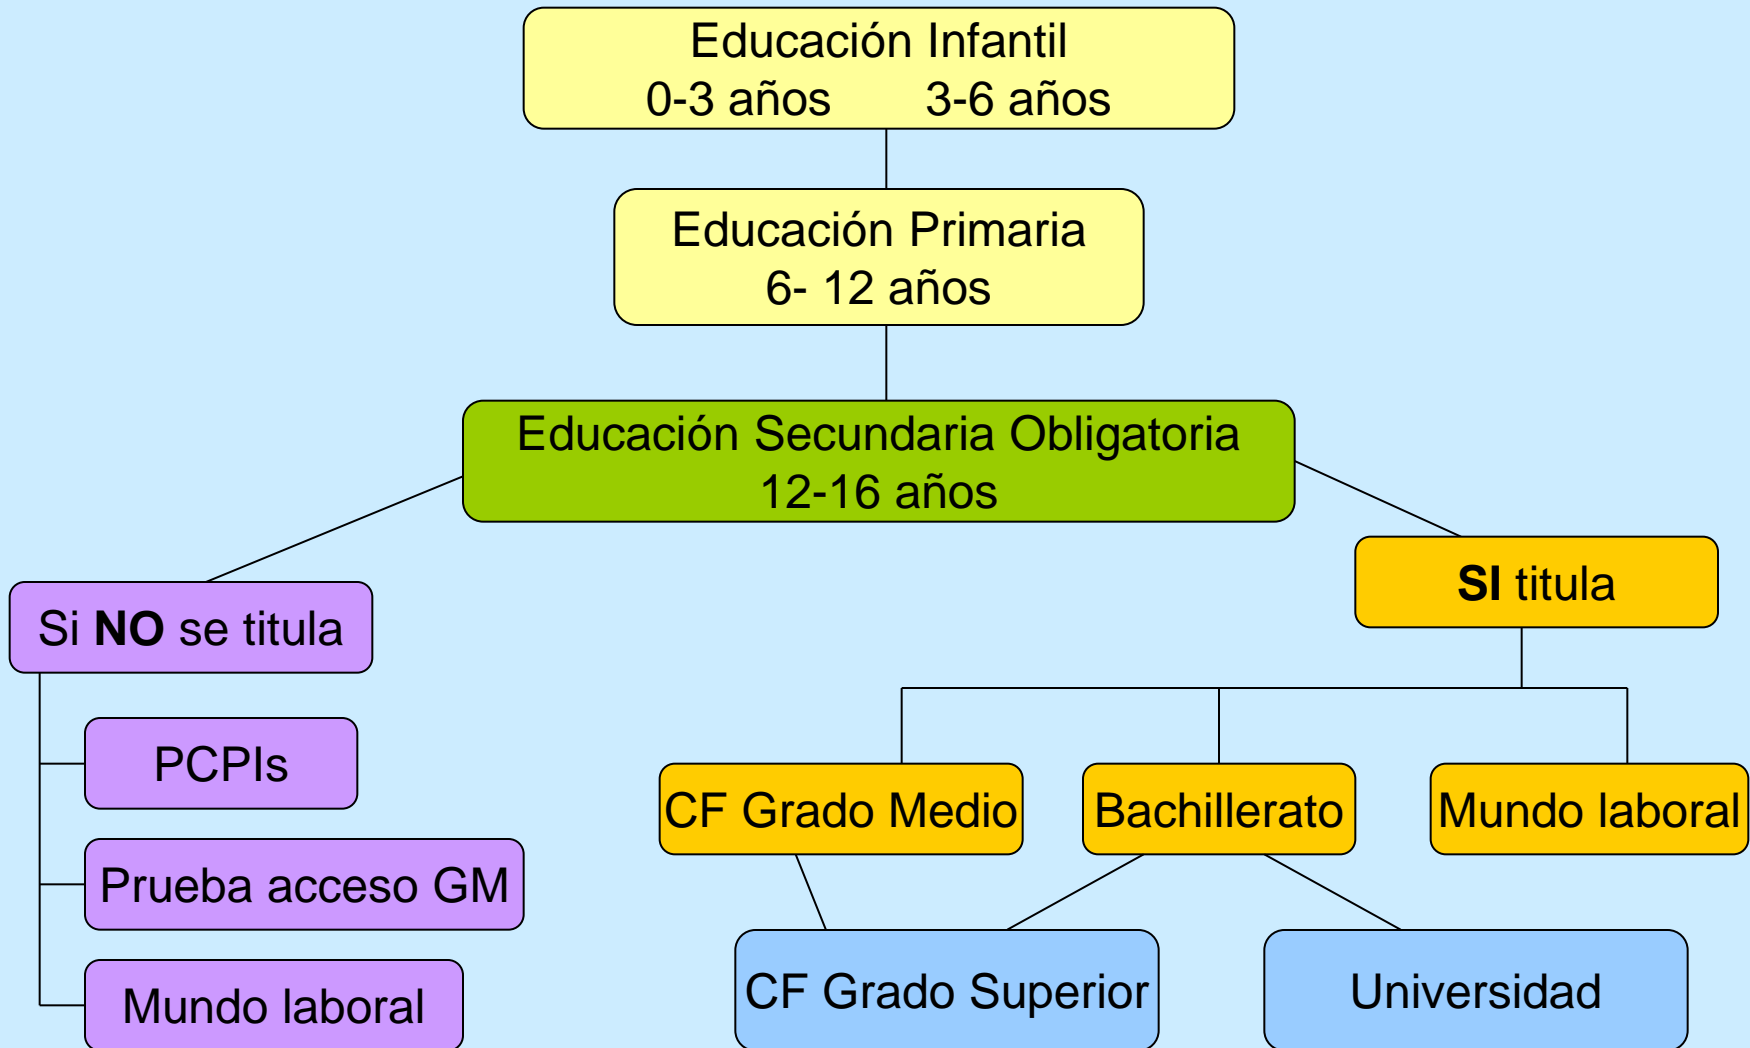 Educación Infantil
0-3 años 3-6 años
Educación Primaria
6- 12 años
Educación Secundaria Obligatoria
12-16 años
Si NO se titula
SI titula
PCPIs
Prueba acceso GM
Mundo laboral
CF Grado Medio
Bachillerato
Mundo laboral
CF Grado Superior
Universidad